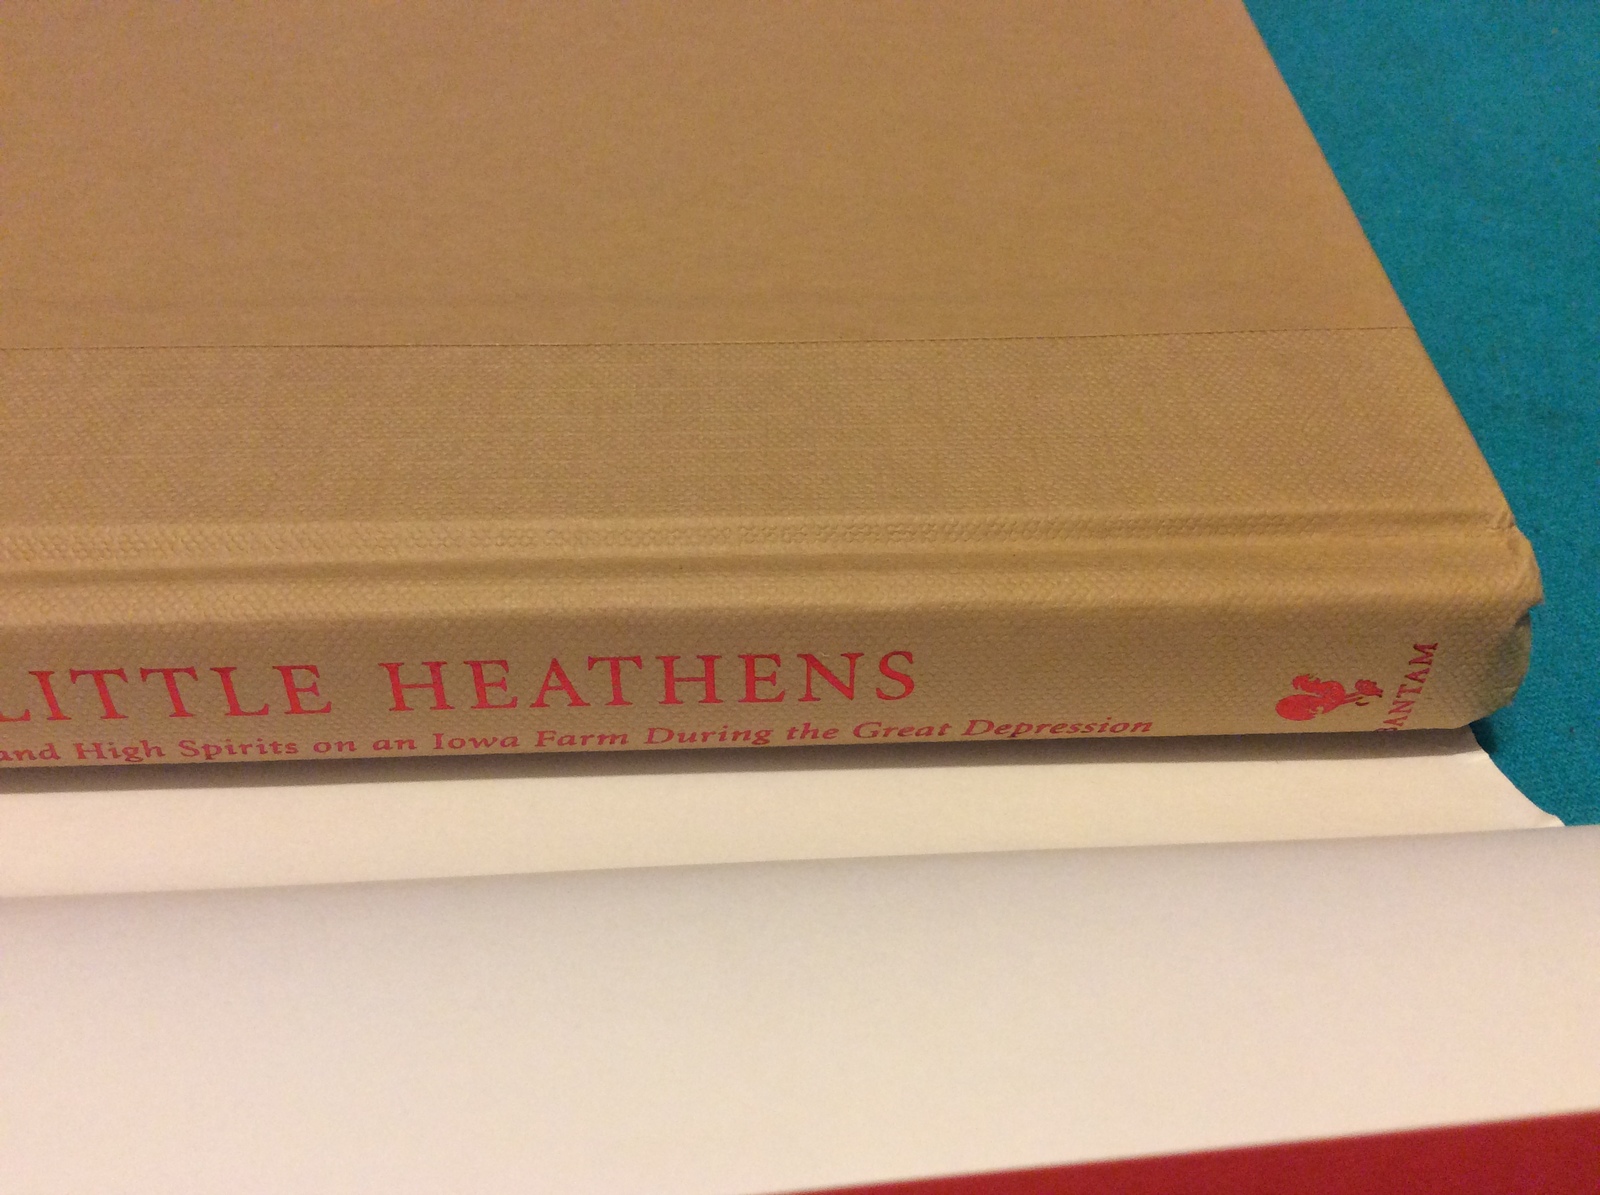 LITTLE HEATHENS
and High Spirits on an Iowa Farm During the Great Depression
BANTAM